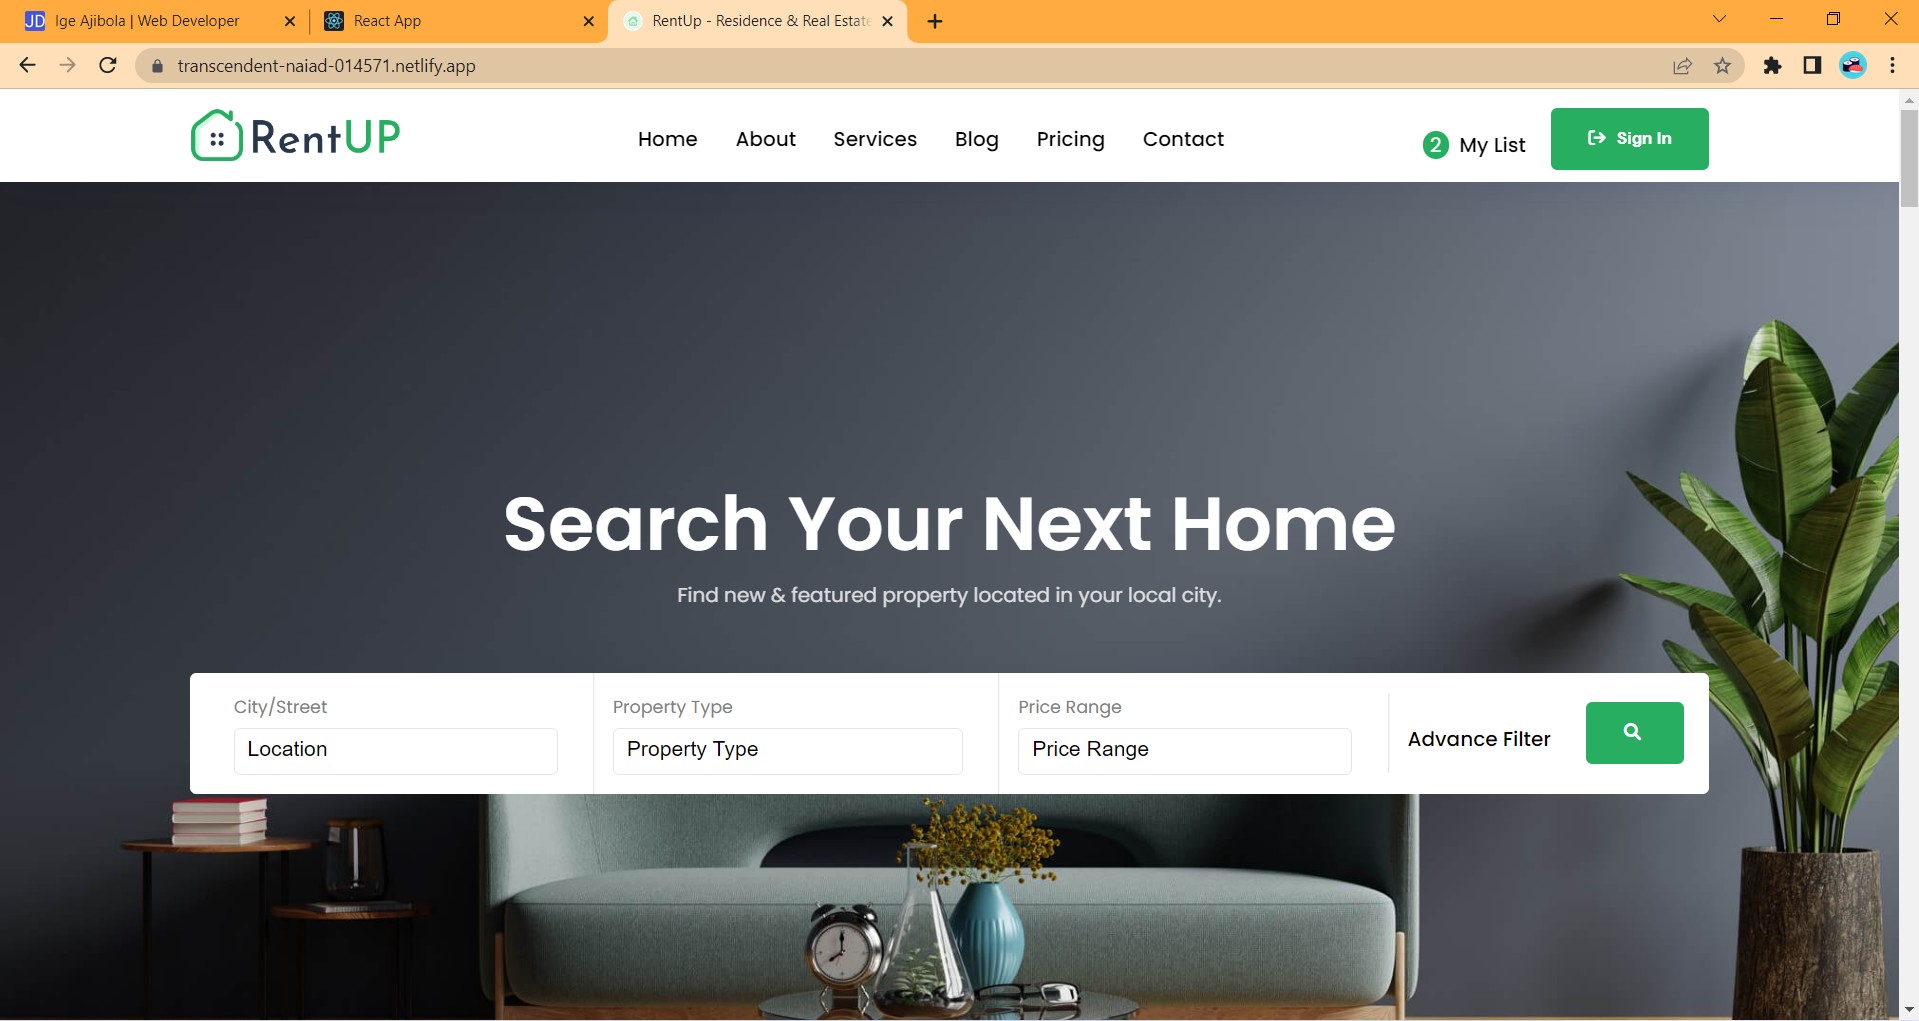 JD Ige Ajibola | Web Developer
React App
RentUp - Residence & Real Estate
transcendent-naiad-014571.netlify.app
RentUP
Home About Services Blog Pricing Contact
2 My List
Sign In
Search Your Next Home
Find new & featured property located in your local city.
City/Street
Location
Property Type
Property Type
Price Range
Price Range
Advance Filter